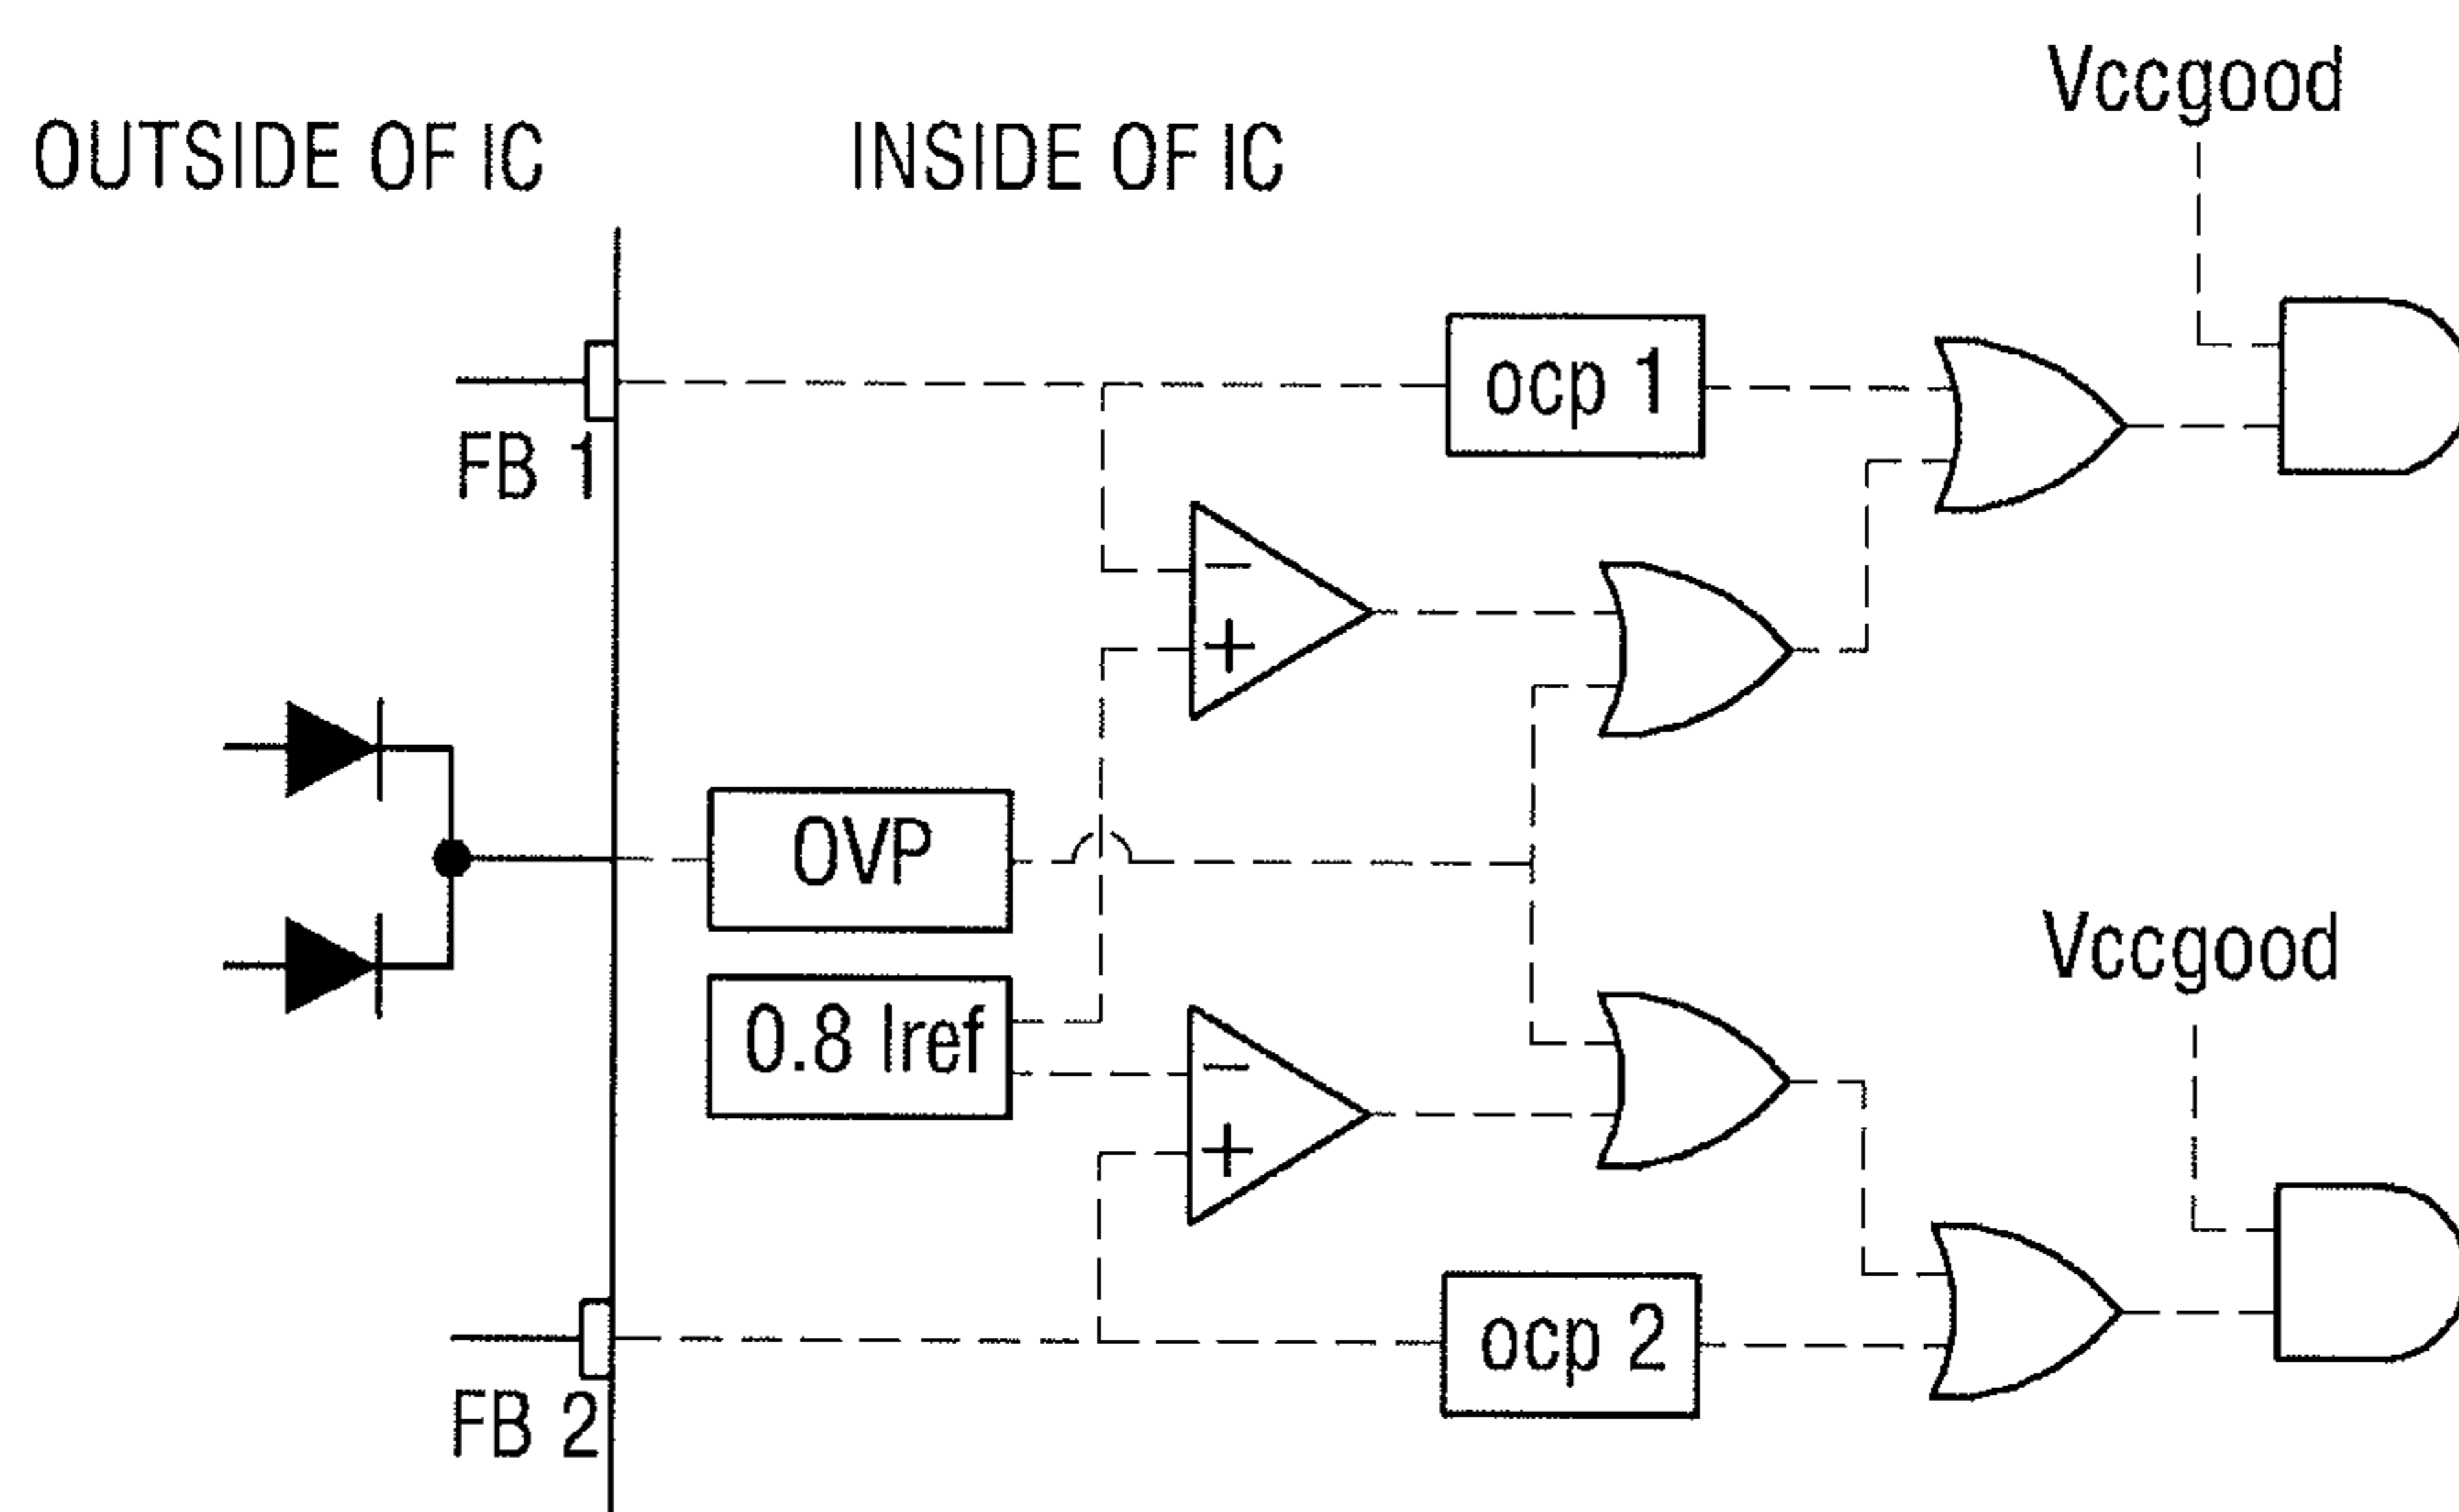 Vccgood
OUTSIDE OF IC
INSIDE OF IC
ocp 1
FB 1
−
+
OVP
Vccgood
0.8 Iref
−
+
ocp 2
FB 2